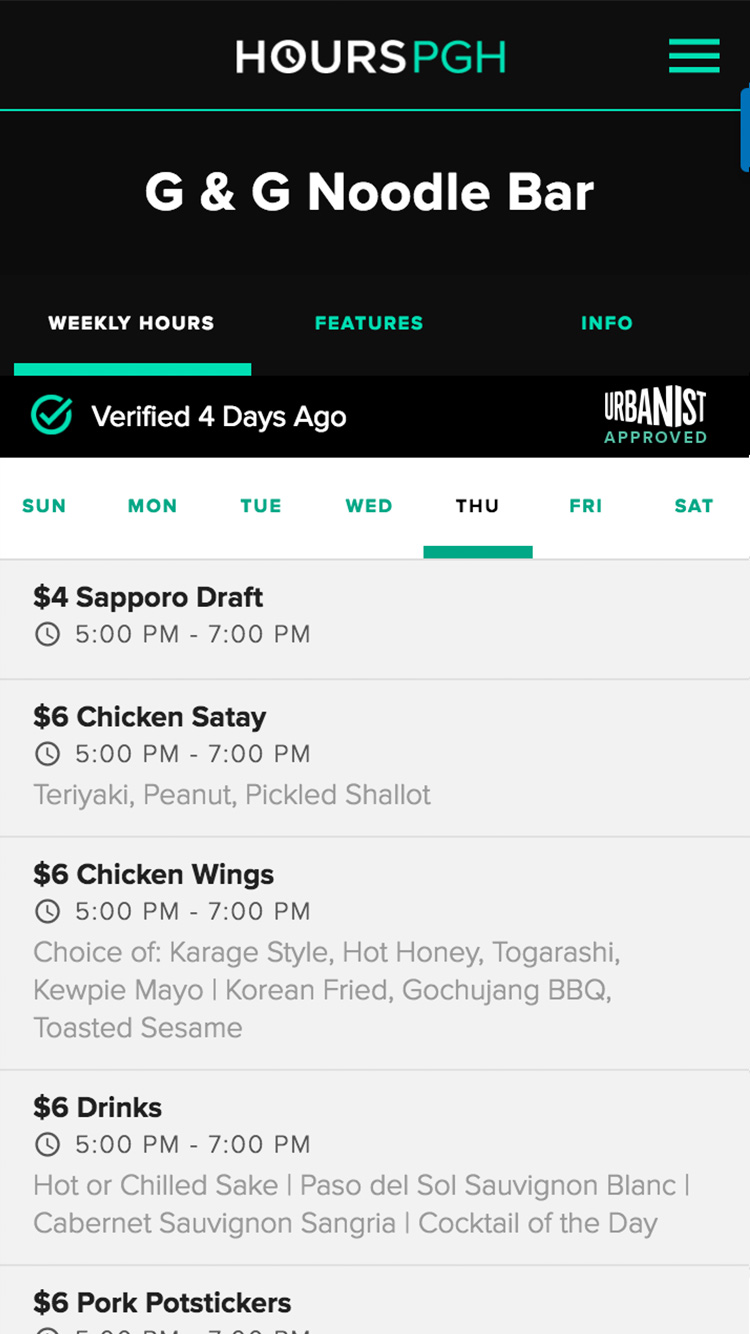 HOURSPGH
G & G Noodle Bar
WEEKLY HOURS FEATURES INFO
Verified 4 Days Ago URBANIST APPROVED
SUN MON TUE WED THU FRI SAT
$4 Sapporo Draft
5:00 PM - 7:00 PM
$6 Chicken Satay
5:00 PM - 7:00 PM
Teriyaki, Peanut, Pickled Shallot
$6 Chicken Wings
5:00 PM - 7:00 PM
Choice of: Karage Style, Hot Honey, Togarashi,
Kewpie Mayo | Korean Fried, Gochujang BBQ,
Toasted Sesame
$6 Drinks
5:00 PM - 7:00 PM
Hot or Chilled Sake | Paso del Sol Sauvignon Blanc |
Cabernet Sauvignon Sangria | Cocktail of the Day
$6 Pork Potstickers